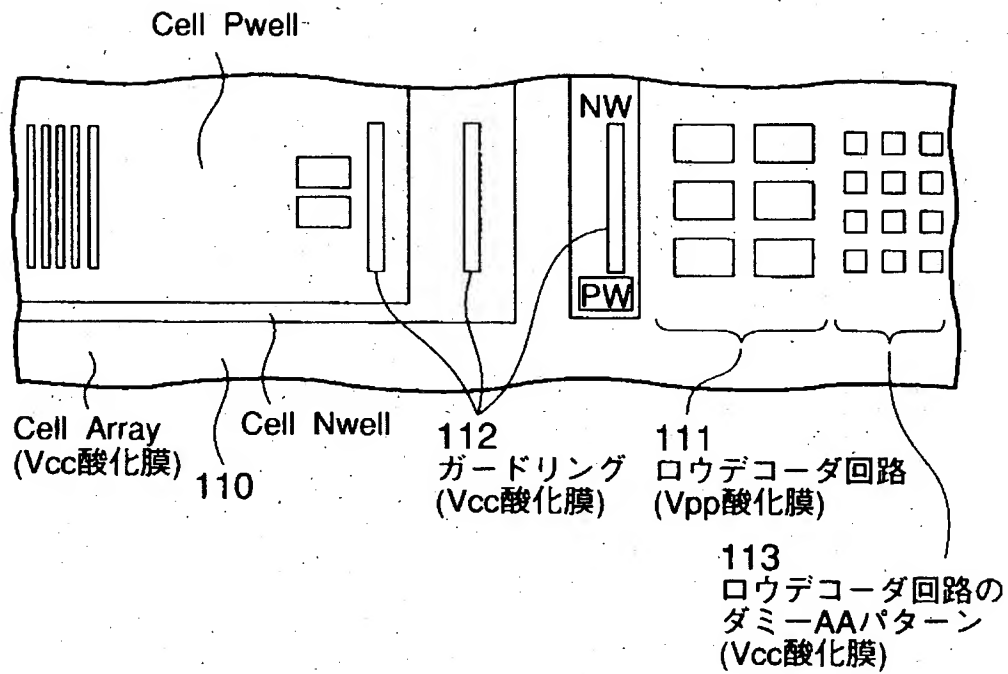 Cell Pwell
NW
PW
Cell Array
(Vcc酸化膜)
110
Cell Nwell
112
ガードリング
(Vcc酸化膜)
111
ロウデコーダ回路
(Vpp酸化膜)
113
ロウデコーダ回路の
ダミーAAパターン
(Vcc酸化膜)